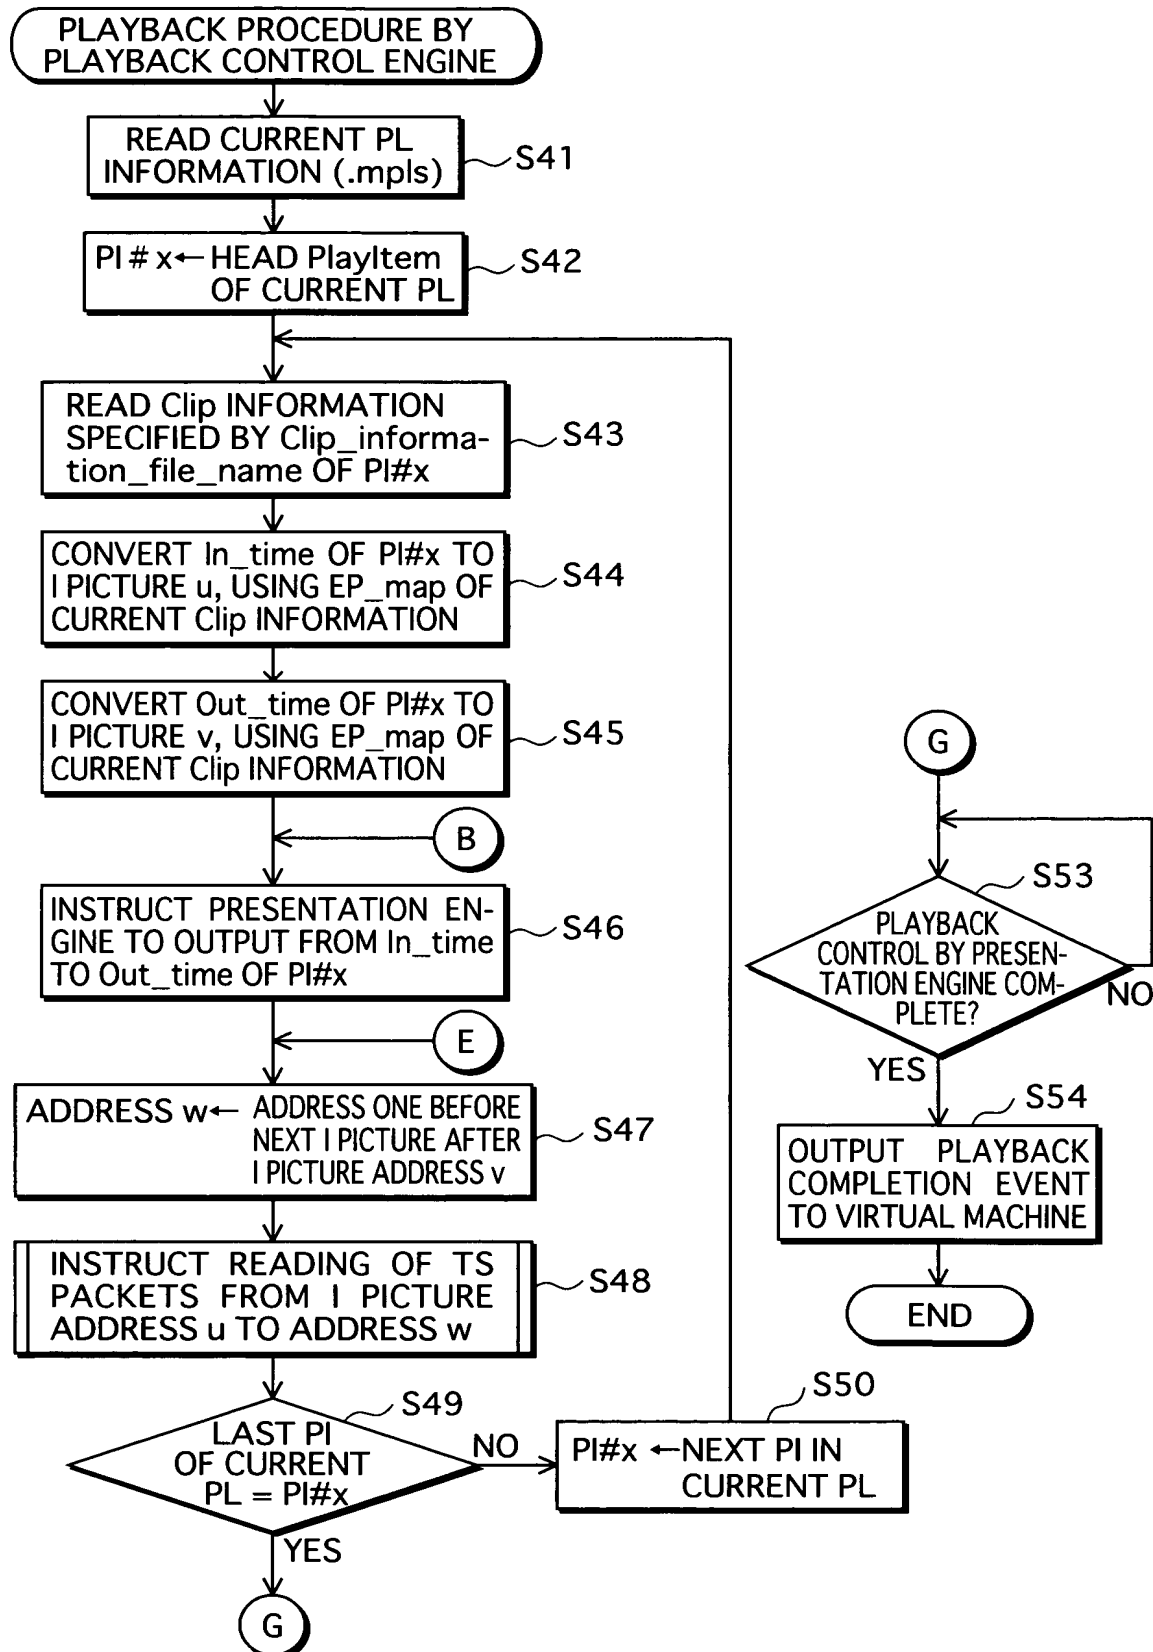 PLAYBACK PROCEDURE BY
PLAYBACK CONTROL ENGINE
READ CURRENT PL
INFORMATION (.mpls)
S41
PI # x← HEAD PlayItem
OF CURRENT PL
S42
READ Clip INFORMATION
SPECIFIED BY Clip_informa-
tion_file_name OF PI#x
S43
CONVERT In_time OF PI#x TO
I PICTURE u, USING EP_map OF
CURRENT Clip INFORMATION
S44
CONVERT Out_time OF PI#x TO
I PICTURE v, USING EP_map OF
CURRENT Clip INFORMATION
S45
B
INSTRUCT PRESENTATION EN-
GINE TO OUTPUT FROM In_time
TO Out_time OF PI#x
S46
E
ADDRESS w← ADDRESS ONE BEFORE
NEXT I PICTURE AFTER
I PICTURE ADDRESS v
S47
INSTRUCT READING OF TS
PACKETS FROM I PICTURE
ADDRESS u TO ADDRESS w
S48
LAST PI
OF CURRENT
PL = PI#x
S49
NO
YES
G
PI#x ←NEXT PI IN
CURRENT PL
S50
G
PLAYBACK
CONTROL BY PRESEN-
TATION ENGINE COM-
PLETE?
S53
NO
YES
OUTPUT PLAYBACK
COMPLETION EVENT
TO VIRTUAL MACHINE
S54
END